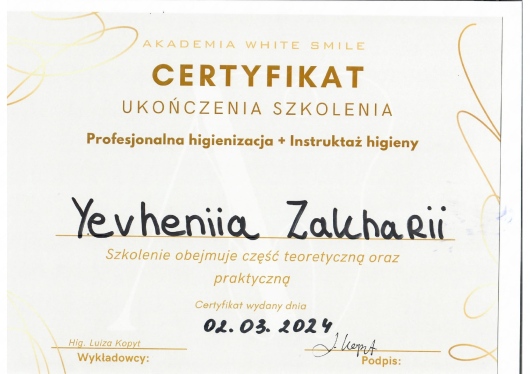 AKADEMIA WHITE SMILE
CERTYFIKAT
UKOŃCZENIA SZKOLENIA
Profesjonalna higienizacja + Instruktaż higieny
Yevheniia Zakharii
Szkolenie obejmuje część teoretyczną oraz
praktyczną
Certyfikat wydany dnia
02.03.2024
Hig. Luiza Kopyt
Wykładowcy:
L. Kopyt
Podpis: